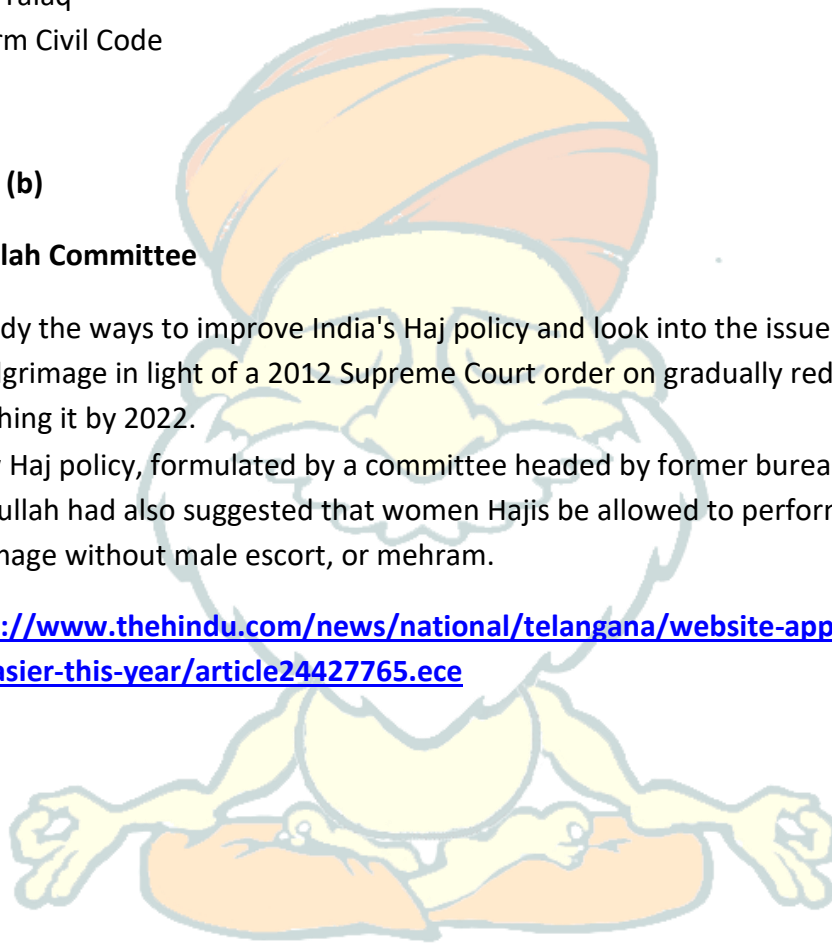 rm Civil Code
(b)
lah Committee
dy the ways to improve India's Haj policy and look into the issue
lgrimage in light of a 2012 Supreme Court order on gradually red
hing it by 2022.
Haj policy, formulated by a committee headed by former burea
ullah had also suggested that women Hajis be allowed to perform
mage without male escort, or mehram.
://www.thehindu.com/news/national/telangana/website-app
asier-this-year/article24427765.ece